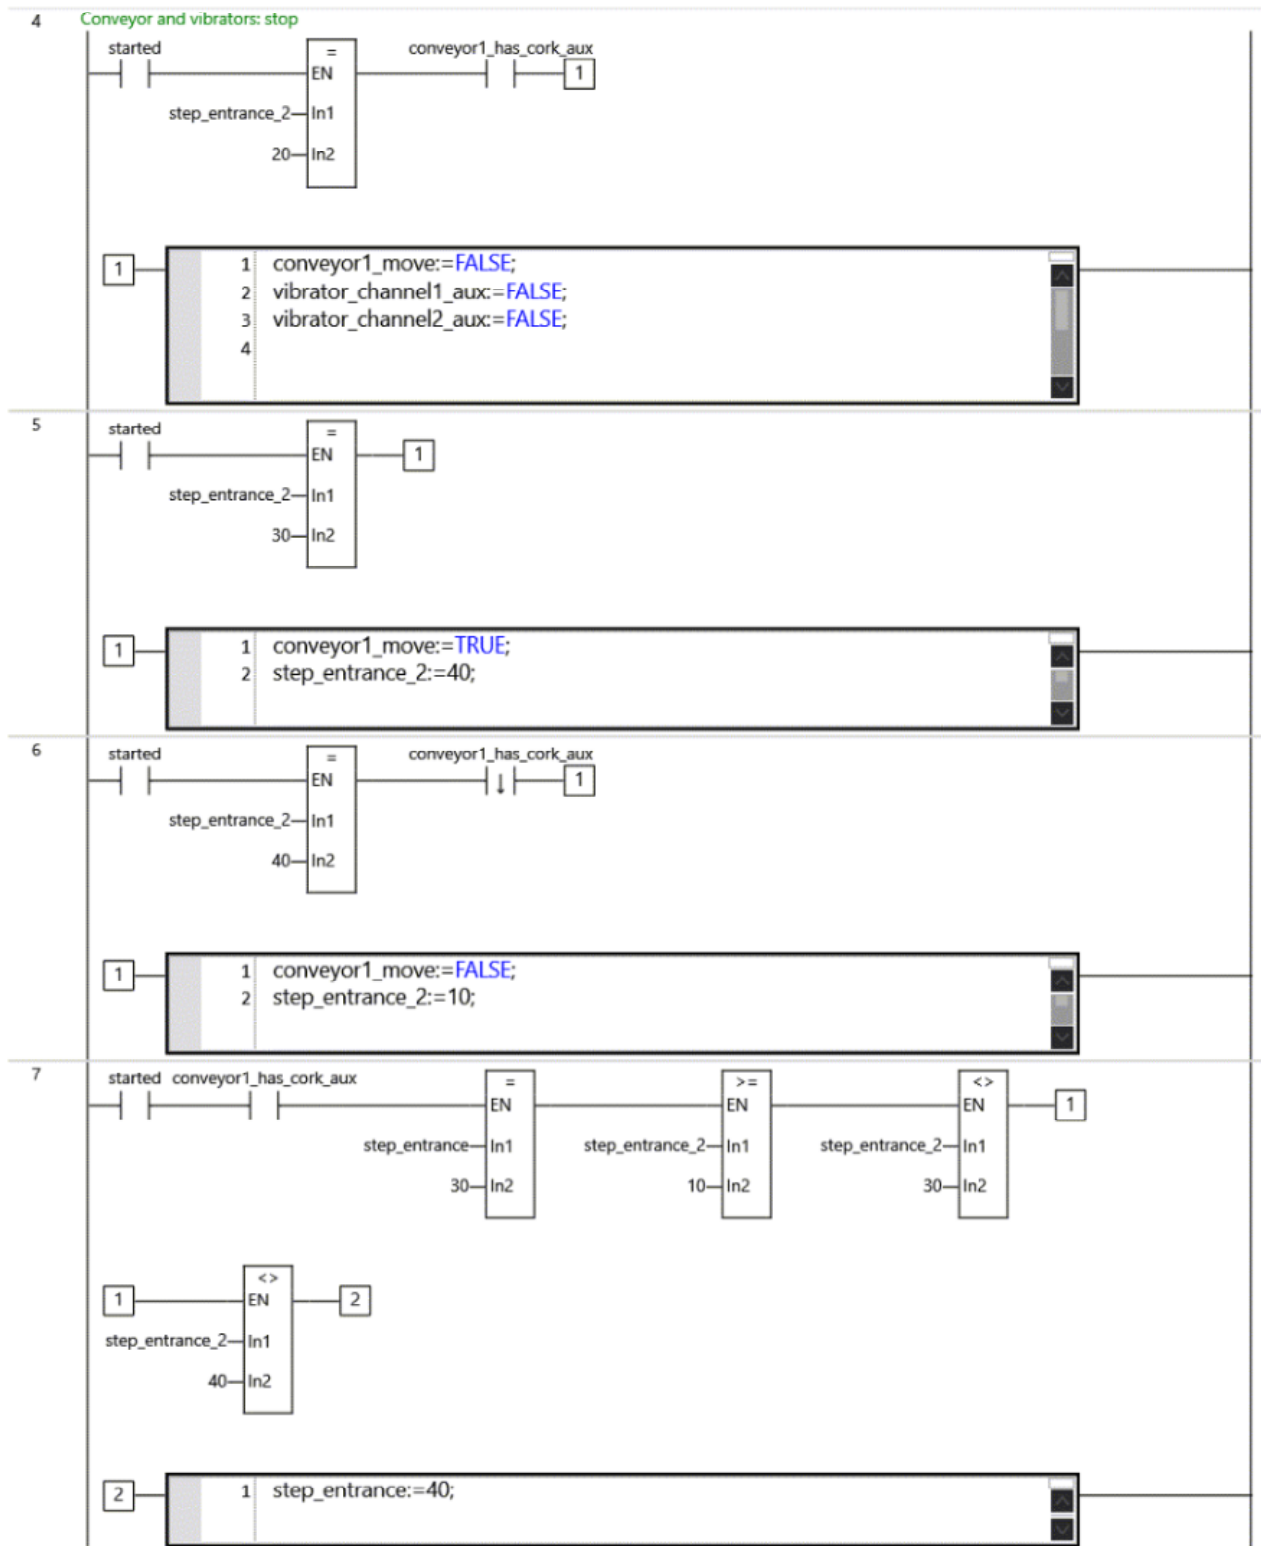 4 Conveyor and vibrators: stop
started = conveyor1_has_cork_aux
EN 1
step_entrance_2 In1
20 In2
1 1 conveyor1_move:=FALSE;
2 vibrator_channel1_aux:=FALSE;
3 vibrator_channel2_aux:=FALSE;
4
5 started =
EN 1
step_entrance_2 In1
30 In2
1 1 conveyor1_move:=TRUE;
2 step_entrance_2:=40;
6 started = conveyor1_has_cork_aux
EN ↓ 1
step_entrance_2 In1
40 In2
1 1 conveyor1_move:=FALSE;
2 step_entrance_2:=10;
7 started conveyor1_has_cork_aux = >= <>
EN EN EN 1
step_entrance In1 step_entrance_2 In1 step_entrance_2 In1
30 In2 10 In2 30 In2
<>
1 EN 2
step_entrance_2 In1
40 In2
2 1 step_entrance:=40;